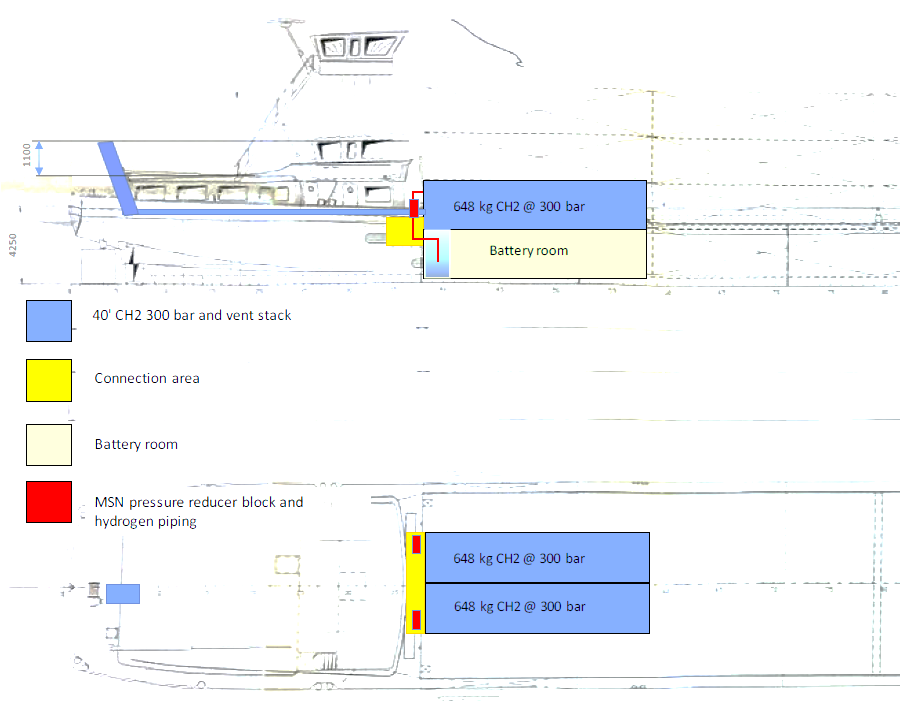 1100
648 kg CH2 @ 300 bar
4250
Battery room
40' CH2 300 bar and vent stack
Connection area
Battery room
MSN pressure reducer block and
hydrogen piping
648 kg CH2 @ 300 bar
648 kg CH2 @ 300 bar